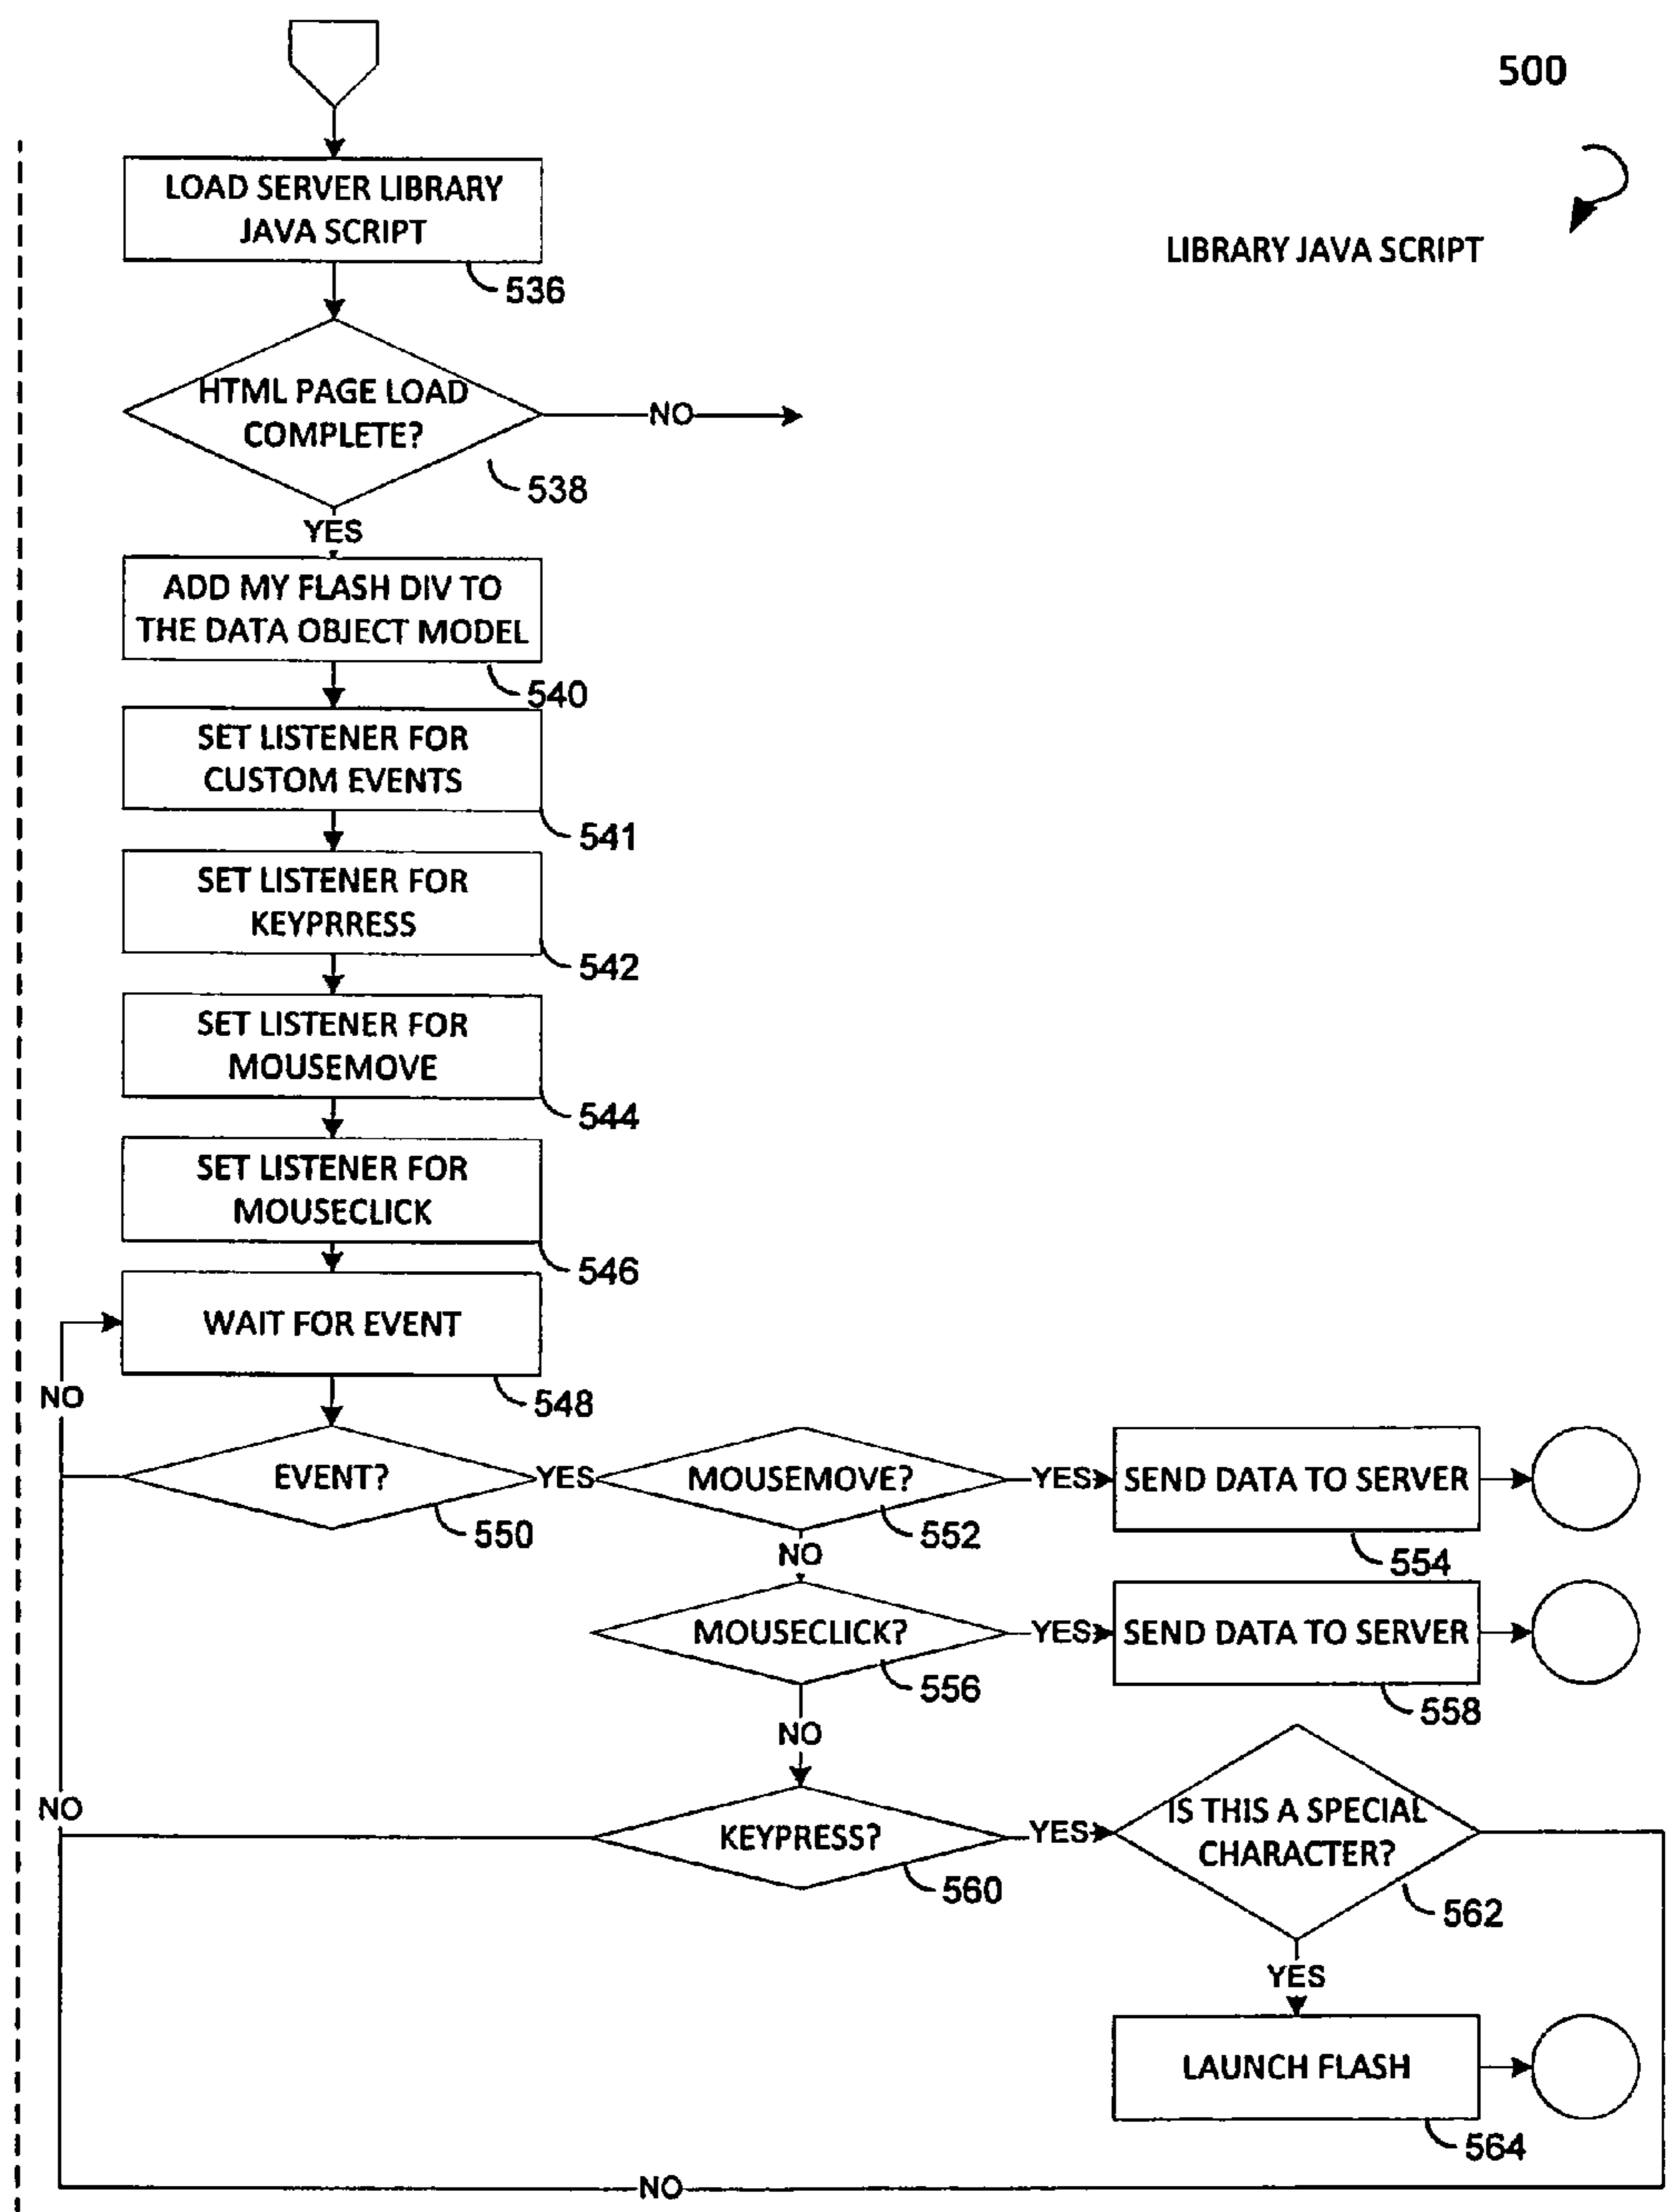 500
LOAD SERVER LIBRARY
JAVA SCRIPT
LIBRARY JAVA SCRIPT
536
HTML PAGE LOAD
COMPLETE?
NO
538
YES
ADD MY FLASH DIV TO
THE DATA OBJECT MODEL
540
SET LISTENER FOR
CUSTOM EVENTS
541
SET LISTENER FOR
KEYPRRESS
542
SET LISTENER FOR
MOUSEMOVE
544
SET LISTENER FOR
MOUSECLICK
546
WAIT FOR EVENT
548
NO
EVENT?
550
YES
MOUSEMOVE?
552
YES
SEND DATA TO SERVER
554
NO
MOUSECLICK?
556
YES
SEND DATA TO SERVER
558
NO
NO
KEYPRESS?
560
YES
IS THIS A SPECIAL
CHARACTER?
562
YES
LAUNCH FLASH
564
NO